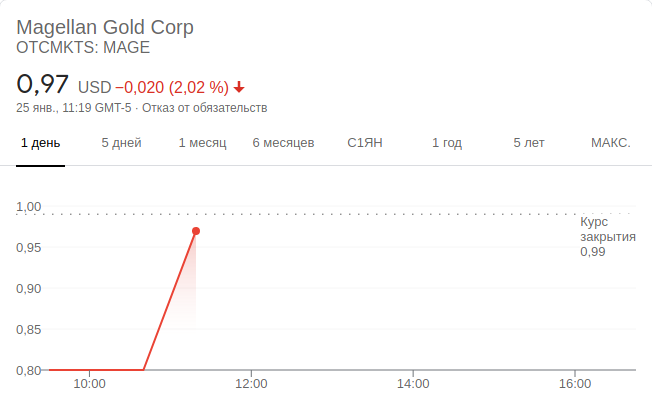 Magellan Gold Corp
OTCMKTS: MAGE
0,97 USD −0,020 (2,02 %)
25 янв., 11:19 GMT-5 · Отказ от обязательств
1 день 5 дней 1 месяц 6 месяцев С1ЯН 1 год 5 лет МАКС.
1,00
Курс
закрытия
0,99
0,95
0,90
0,85
0,80
10:00 12:00 14:00 16:00